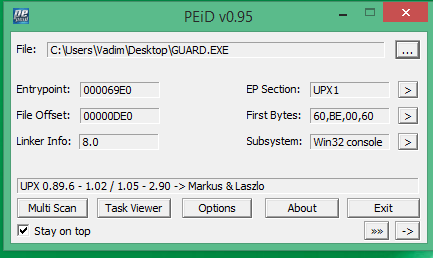 PEiD v0.95
File: C:\Users\Vadim\Desktop\GUARD.EXE ...
Entrypoint: 000069E0 EP Section: UPX1 >
File Offset: 00000DE0 First Bytes: 60,BE,00,60 >
Linker Info: 8.0 Subsystem: Win32 console >
UPX 0.89.6 - 1.02 / 1.05 - 2.90 -> Markus & Laszlo
Multi Scan Task Viewer Options About Exit
Stay on top »» ->